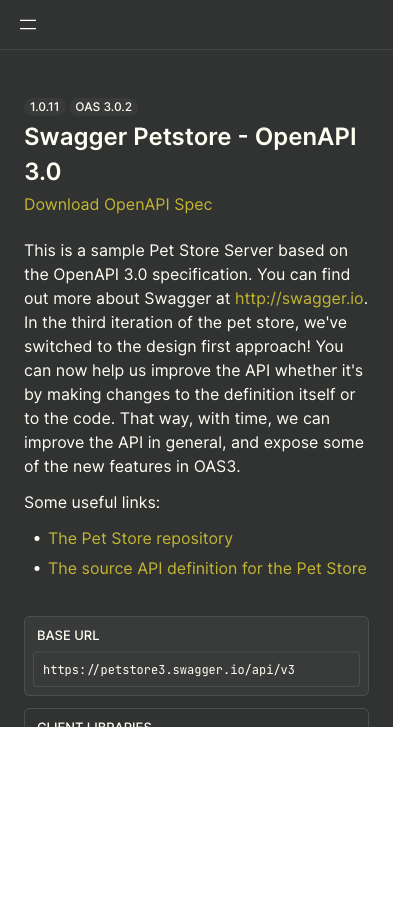 1.0.11 OAS 3.0.2
Swagger Petstore - OpenAPI
3.0
Download OpenAPI Spec
This is a sample Pet Store Server based on
the OpenAPI 3.0 specification. You can find
out more about Swagger at http://swagger.io.
In the third iteration of the pet store, we've
switched to the design first approach! You
can now help us improve the API whether it's
by making changes to the definition itself or
to the code. That way, with time, we can
improve the API in general, and expose some
of the new features in OAS3.
Some useful links:
• The Pet Store repository
• The source API definition for the Pet Store
BASE URL
https://petstore3.swagger.io/api/v3
CLIENT LIBRARIES